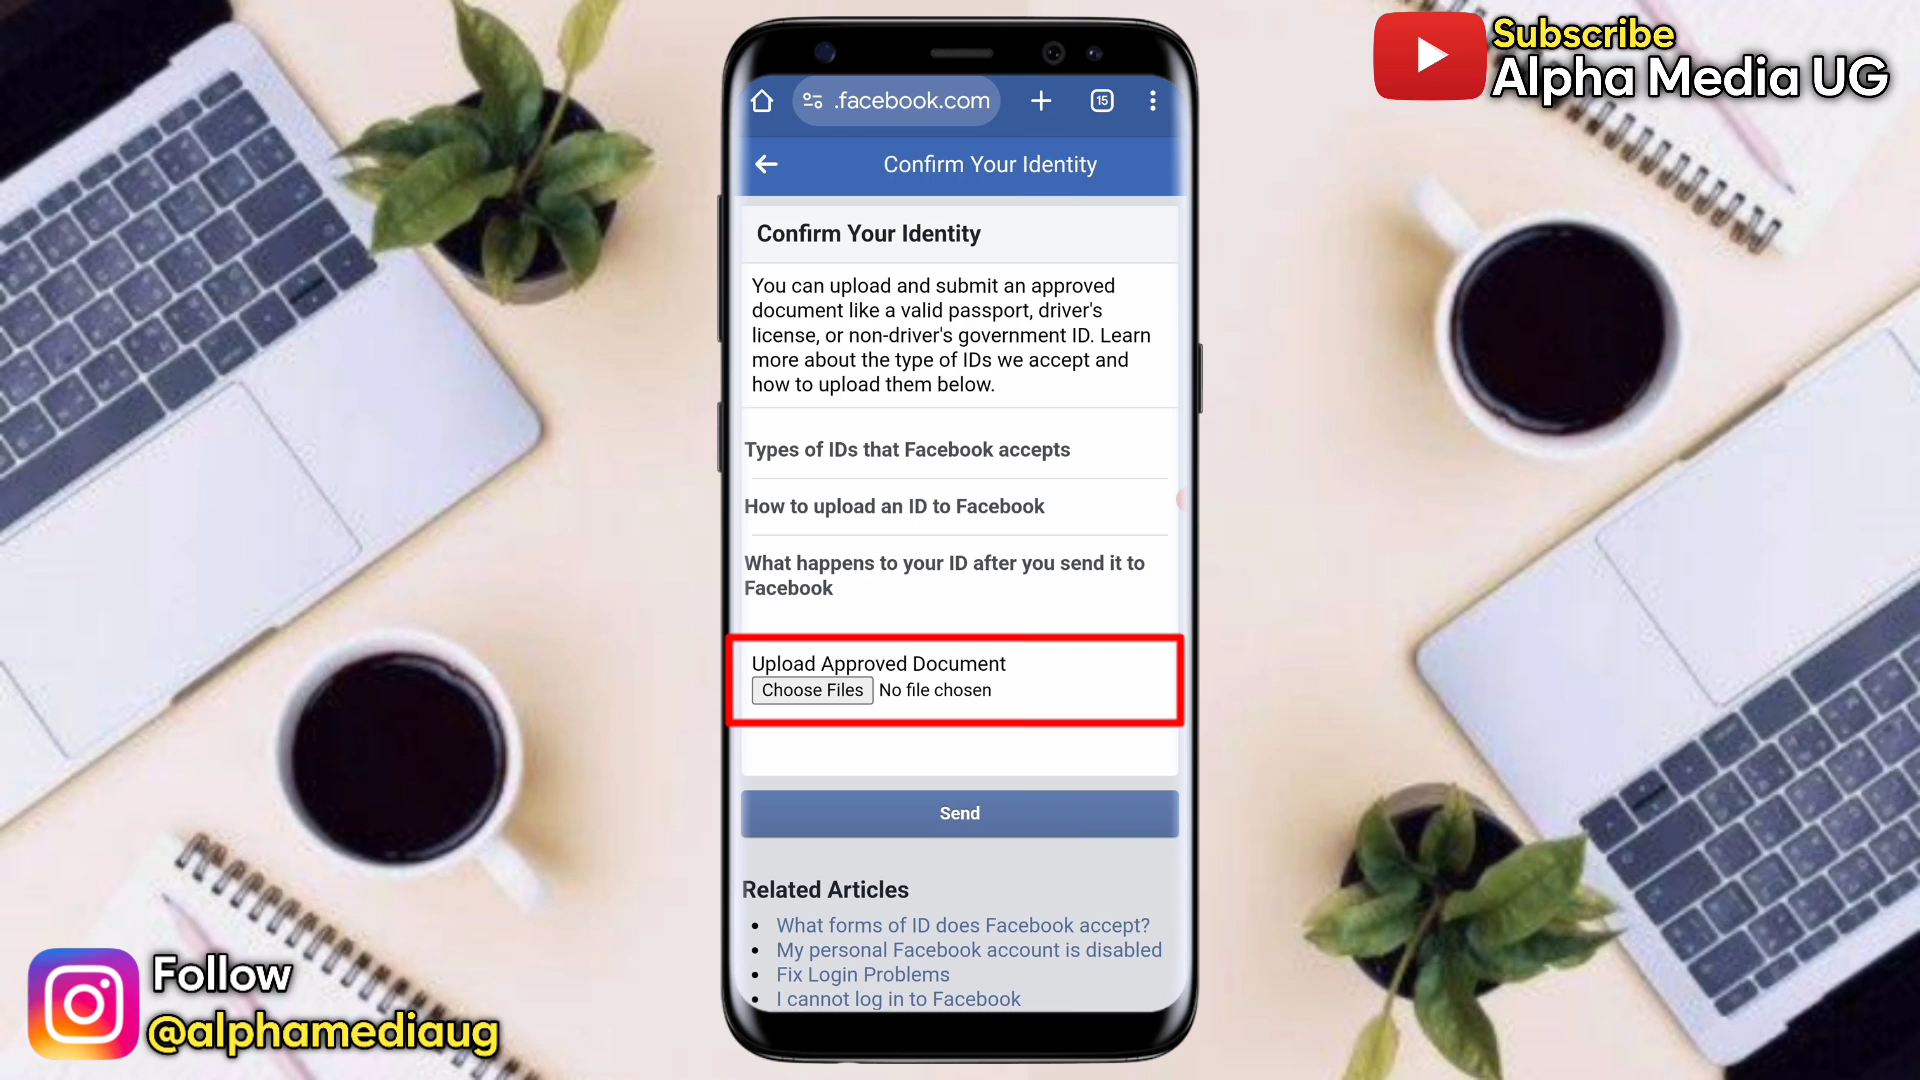 Subscribe
Alpha Media UG
.facebook.com
15
Confirm Your Identity
Confirm Your Identity
You can upload and submit an approved
document like a valid passport, driver's
license, or non-driver's government ID. Learn
more about the type of IDs we accept and
how to upload them below.
Types of IDs that Facebook accepts
How to upload an ID to Facebook
What happens to your ID after you send it to
Facebook
Upload Approved Document
Choose Files No file chosen
Send
Related Articles
• What forms of ID does Facebook accept?
• My personal Facebook account is disabled
• Fix Login Problems
• I cannot log in to Facebook
Follow
@alphamediaug